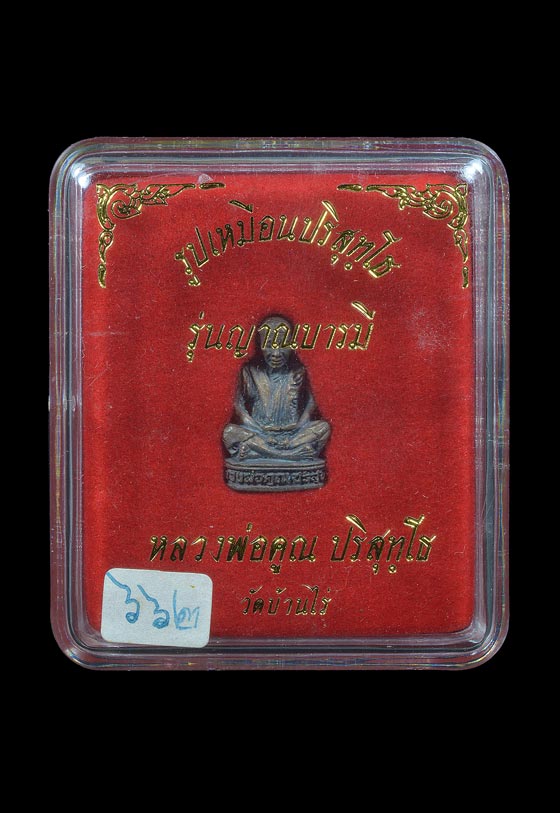 รูปเหมือนปริสุทฺโธ
รุ่นญาณบารมี
หลวงพ่อคูณ ปริสุทฺโธ
วัดบ้านไร่
๖๖๒